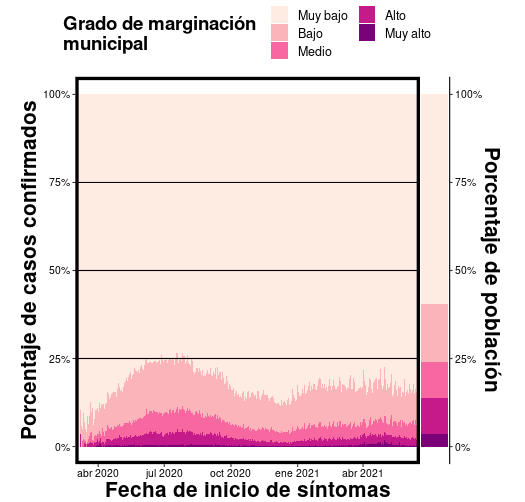 Grado de marginación
municipal
Muy bajo
Bajo
Medio
Alto
Muy alto
Porcentaje de casos confirmados
100%
75%
50%
25%
0%
100%
75%
50%
25%
0%
Porcentaje de población
abr 2020
jul 2020
oct 2020
ene 2021
abr 2021
Fecha de inicio de síntomas